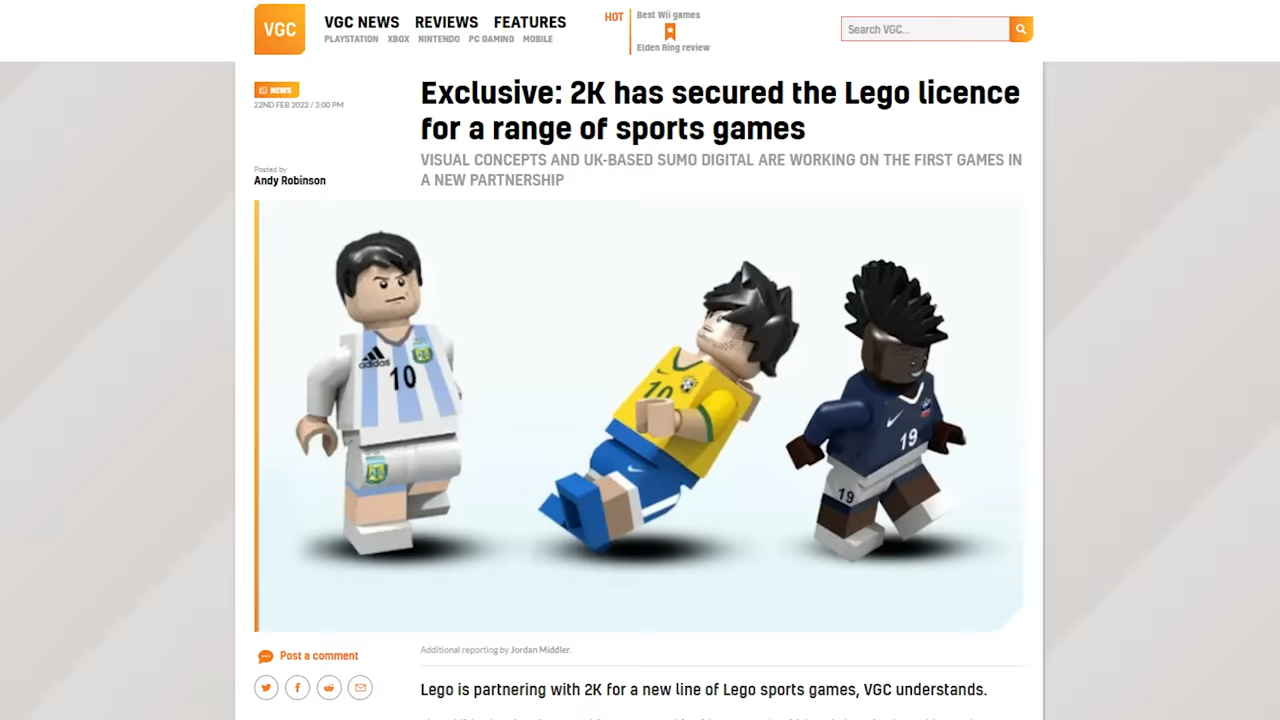 VGC
VGC NEWS REVIEWS FEATURES
PLAYSTATION XBOX NINTENDO PC GAMING MOBILE
HOT
Best Wii games
Elden Ring review
Search VGC...
NEWS
22ND FEB 2022 / 3:00 PM
Posted by
Andy Robinson
Exclusive: 2K has secured the Lego licence
for a range of sports games
VISUAL CONCEPTS AND UK-BASED SUMO DIGITAL ARE WORKING ON THE FIRST GAMES IN
A NEW PARTNERSHIP
adidas
10
10
19
19
Post a comment
Additional reporting by Jordan Middler.
Lego is partnering with 2K for a new line of Lego sports games, VGC understands.